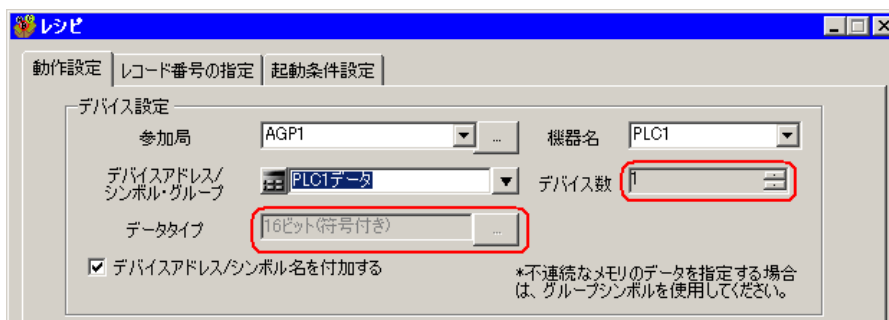 レシピ
動作設定 レコード番号の指定 起動条件設定
デバイス設定
参加局 AGP1 ... 機器名 PLC1
デバイスアドレス/
シンボル・グループ PLC1データ デバイス数 1
データタイプ 16ビット(符号付き) ...
デバイスアドレス/シンボル名を付加する
*不連続なメモリのデータを指定する場合
は、グループシンボルを使用してください。